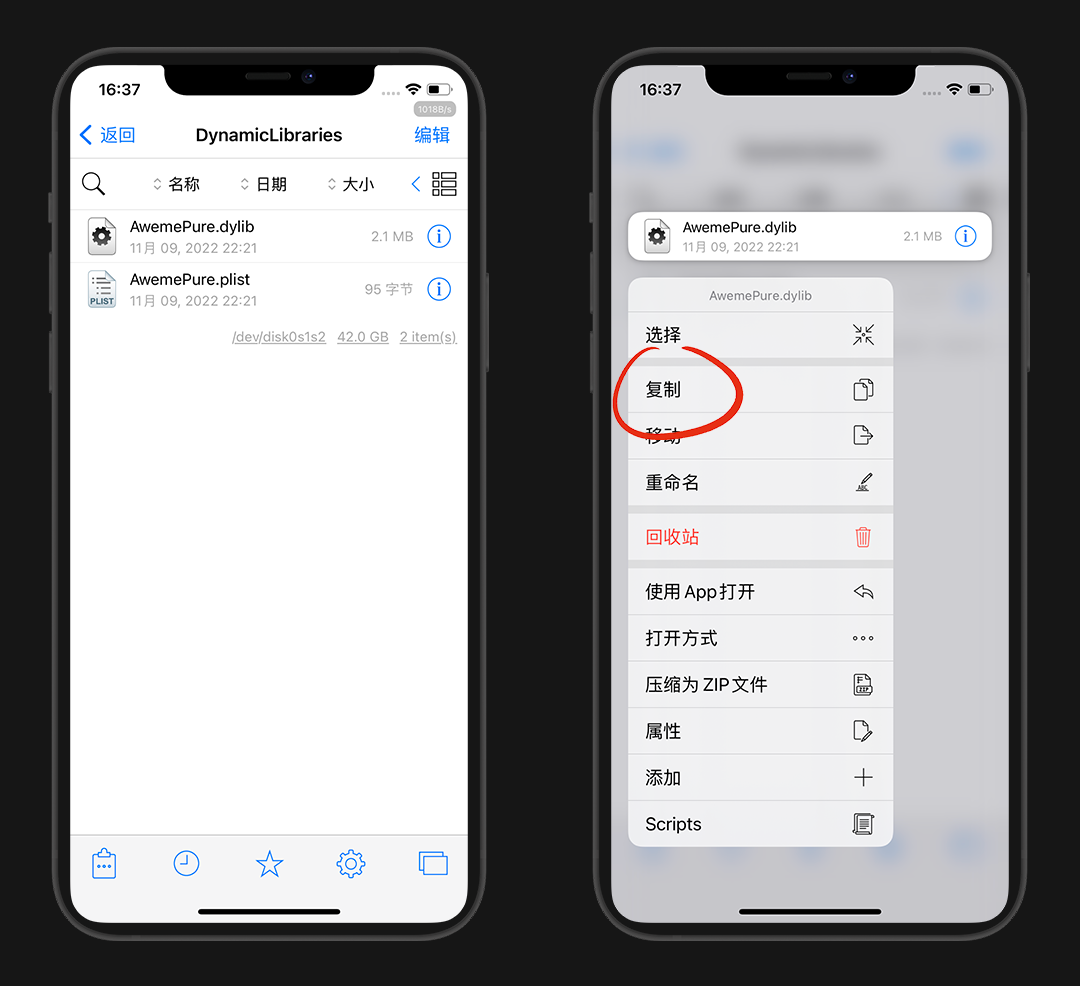 16:37
1018B/s
返回 DynamicLibraries 编辑
名称 日期 大小
AwemePure.dylib
11月 09, 2022 22:21 2.1 MB
AwemePure.plist
PLIST 11月 09, 2022 22:21 95 字节
/dev/disk0s1s2 42.0 GB 2 item(s)
16:37
AwemePure.dylib
11月 09, 2022 22:21 2.1 MB
AwemePure.dylib
选择
复制
移动
重命名
ABC
回收站
使用 App 打开
打开方式
压缩为 ZIP 文件
F ZIP
属性
添加
Scripts